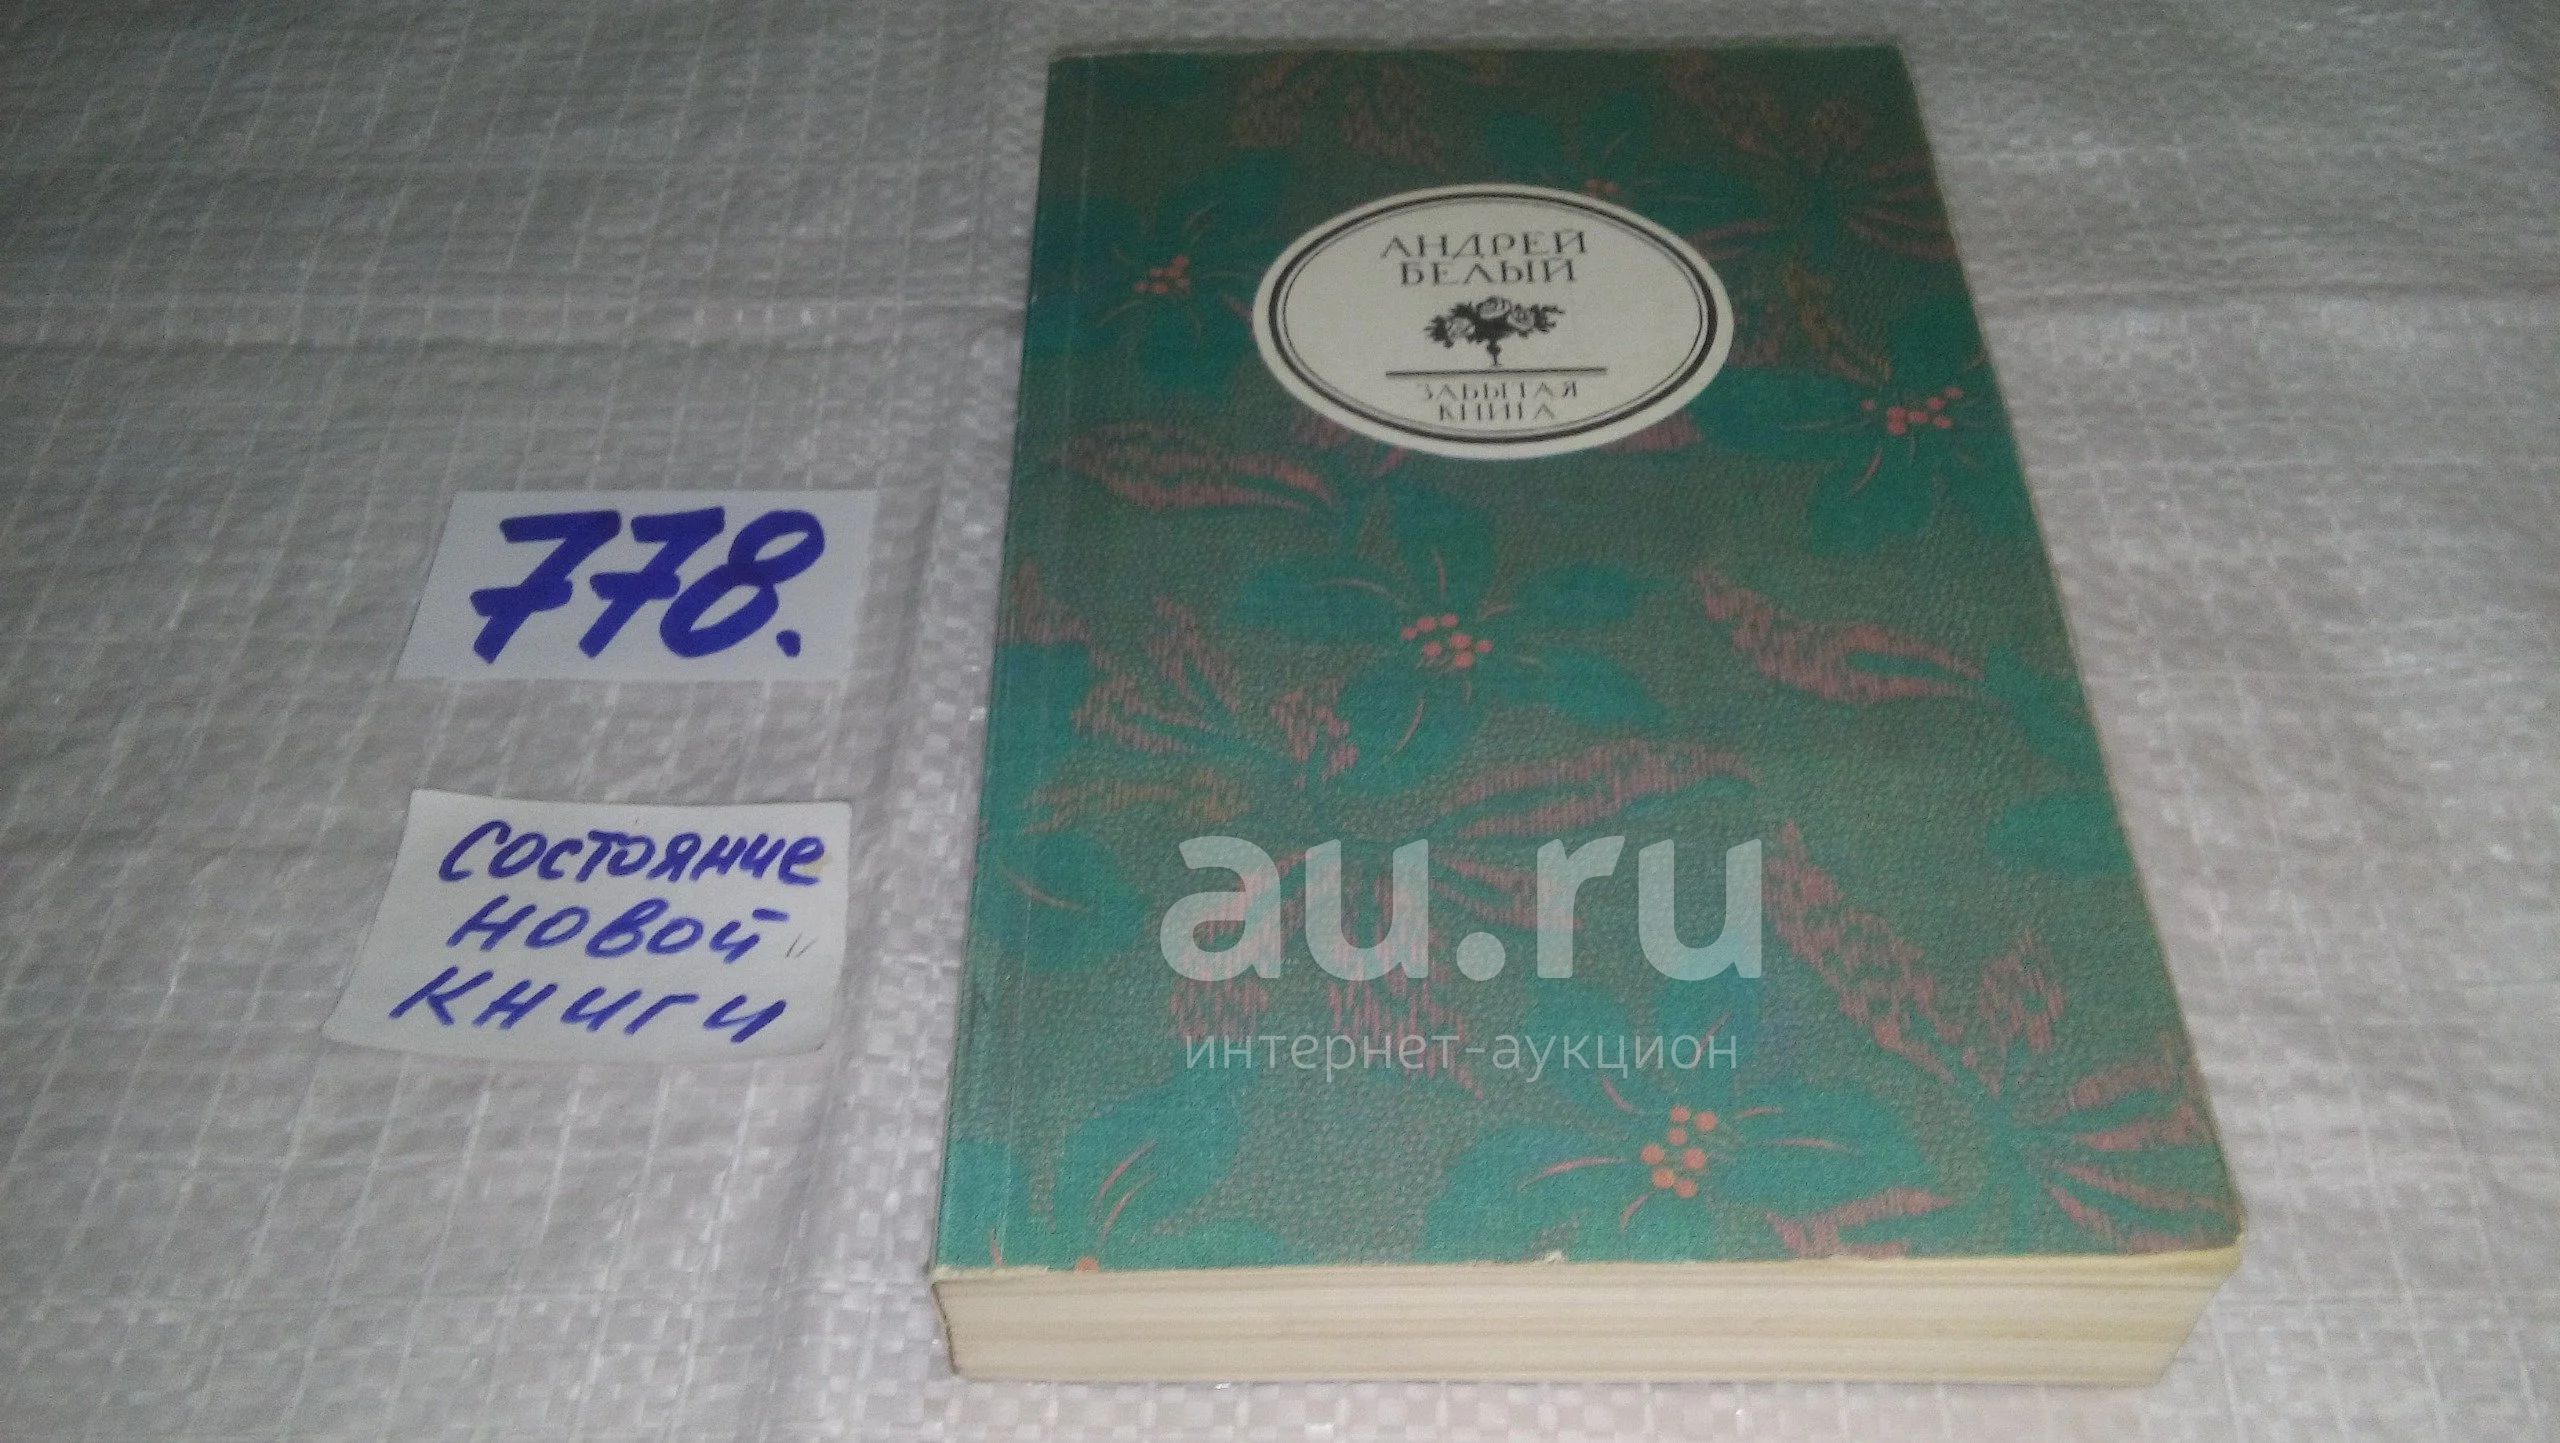 АНДРЕЙ
БЕЛЫЙ
ЗАБЫТАЯ
КНИГА
778.
Состояние
новой
книги
au.ru
интернет-аукцион